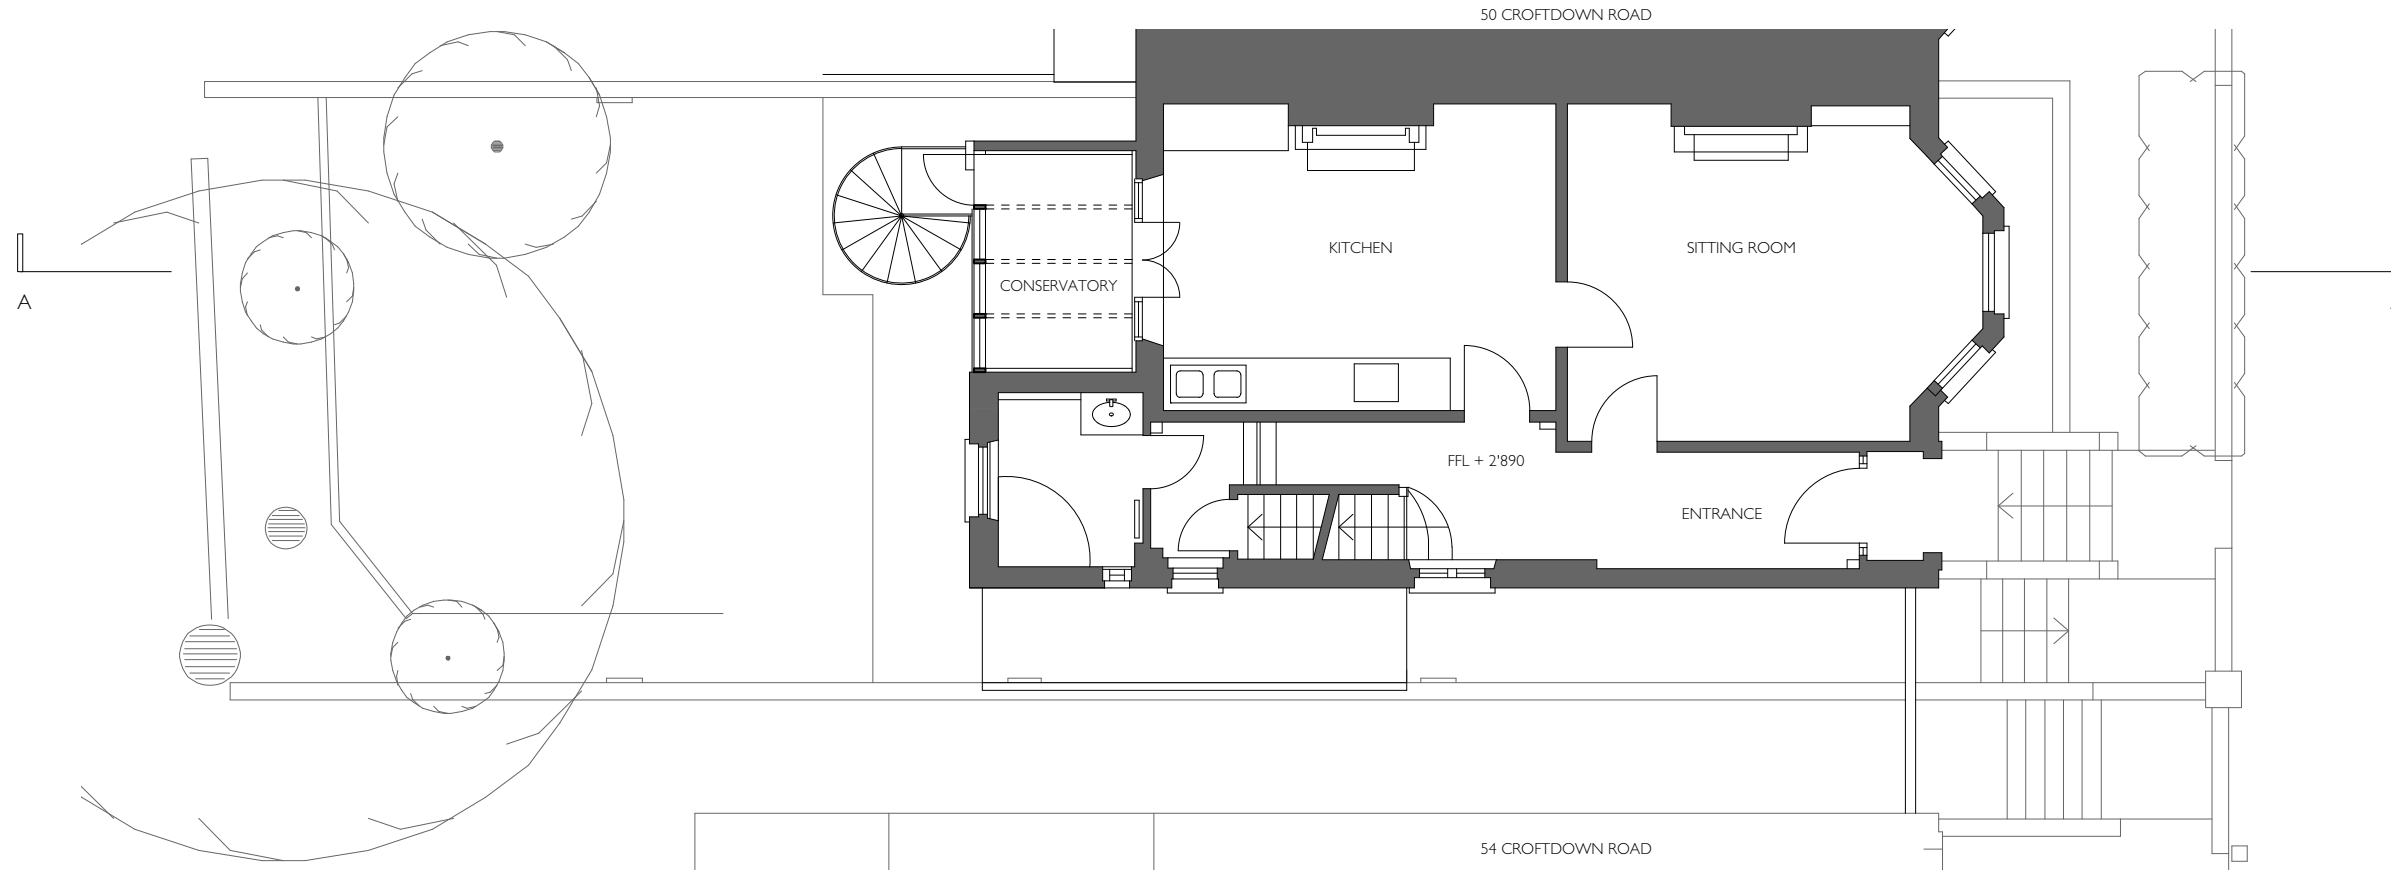 50 CROFTDOWN ROAD
KITCHEN
SITTING ROOM
CONSERVATORY
A
FFL + 2'890
ENTRANCE
54 CROFTDOWN ROAD